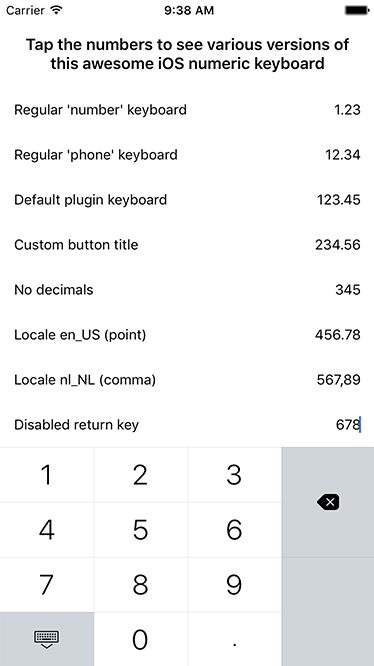 Carrier 9:38 AM
Tap the numbers to see various versions of
this awesome iOS numeric keyboard
Regular 'number' keyboard 1.23
Regular 'phone' keyboard 12.34
Default plugin keyboard 123.45
Custom button title 234.56
No decimals 345
Locale en_US (point) 456.78
Locale nl_NL (comma) 567,89
Disabled return key 678
1 2 3
4 5 6
7 8 9
0 .